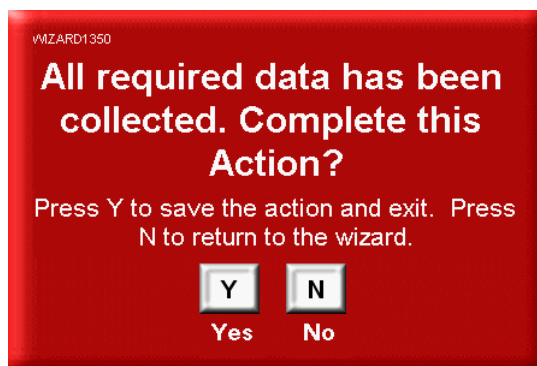 WIZARD1350
All required data has been
collected. Complete this
Action?
Press Y to save the action and exit.  Press
N to return to the wizard.
Y N
Yes No